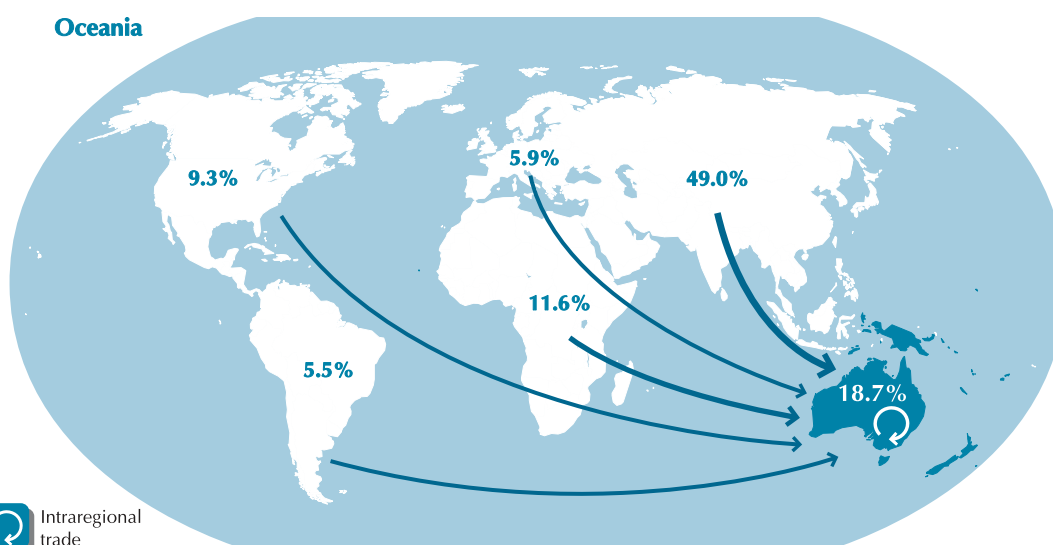 Oceania
5.9%
9.3%
49.0%
11.6%
5.5%
18.7%
Intraregional
trade